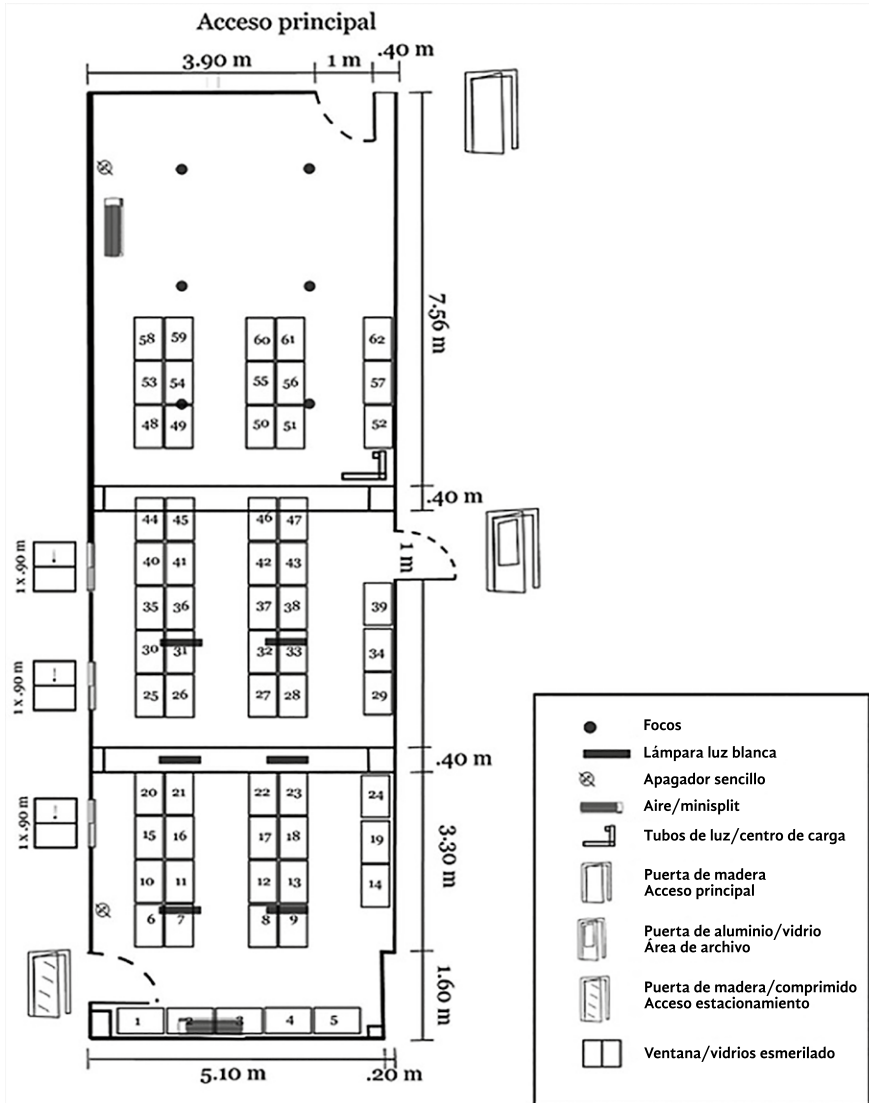 Acceso principal
3.90 m 1 m .40 m
7.56 m
58 59 60 61 62
53 54 55 56 57
48 49 50 51 52
.40 m
44 45 46 47
1 m
1 x .90 m
40 41 42 43
35 36 37 38 39
30 31 32 33 34
1 x .90 m
25 26 27 28 29
.40 m
20 21 22 23 24
1 x .90 m
15 16 17 18 19
3.30 m
10 11 12 13 14
6 7 8 9
1.60 m
1 2 3 4 5
5.10 m .20 m
Focos
Lámpara luz blanca
Apagador sencillo
Aire/minisplit
Tubos de luz/centro de carga
Puerta de madera
Acceso principal
Puerta de aluminio/vidrio
Área de archivo
Puerta de madera/comprimido
Acceso estacionamiento
Ventana/vidrios esmerilado